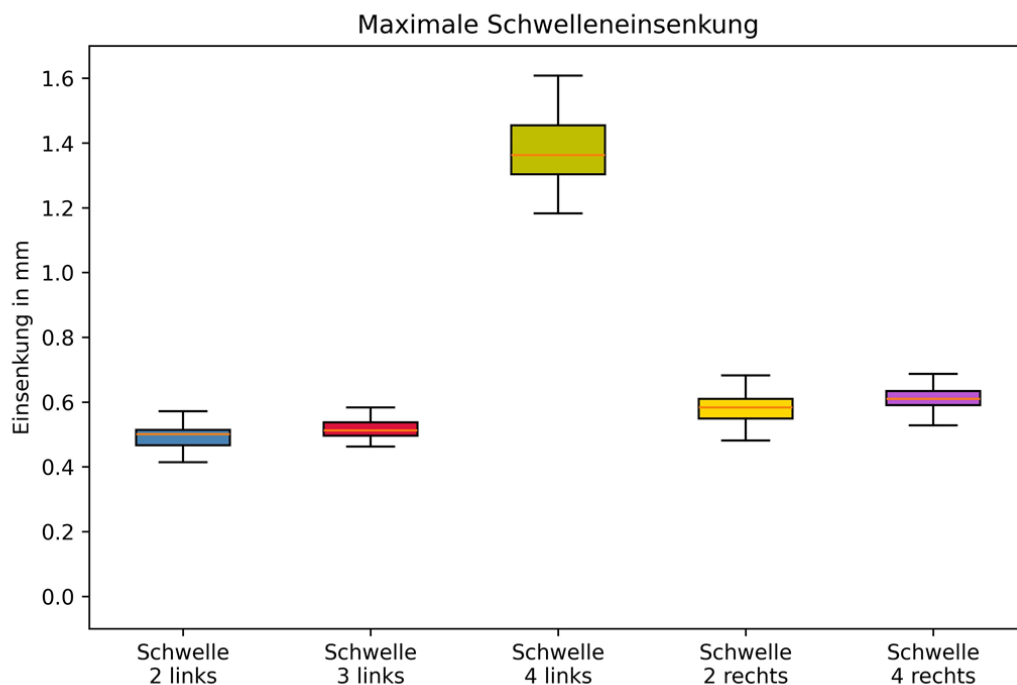 Maximale Schwelleneinsenkung
Einsenkung in mm
1.6
1.4
1.2
1.0
0.8
0.6
0.4
0.2
0.0
Schwelle
2 links
Schwelle
3 links
Schwelle
4 links
Schwelle
2 rechts
Schwelle
4 rechts